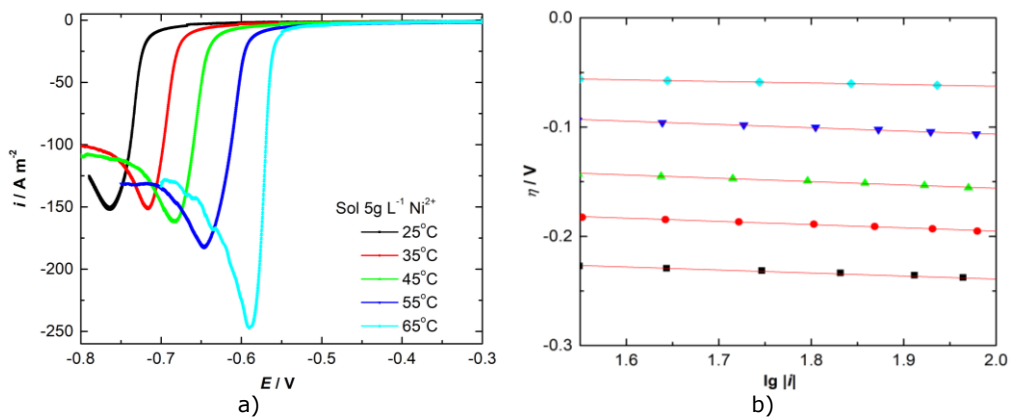 0
-50
-100
-150
-200
-250
i / A m⁻²
-0.8
-0.7
-0.6
-0.5
-0.4
-0.3
E / V
Sol 5g L⁻¹ Ni²⁺
25°C
35°C
45°C
55°C
65°C
a)
0.0
-0.1
-0.2
-0.3
η / V
1.6
1.7
1.8
1.9
2.0
lg |i|
b)